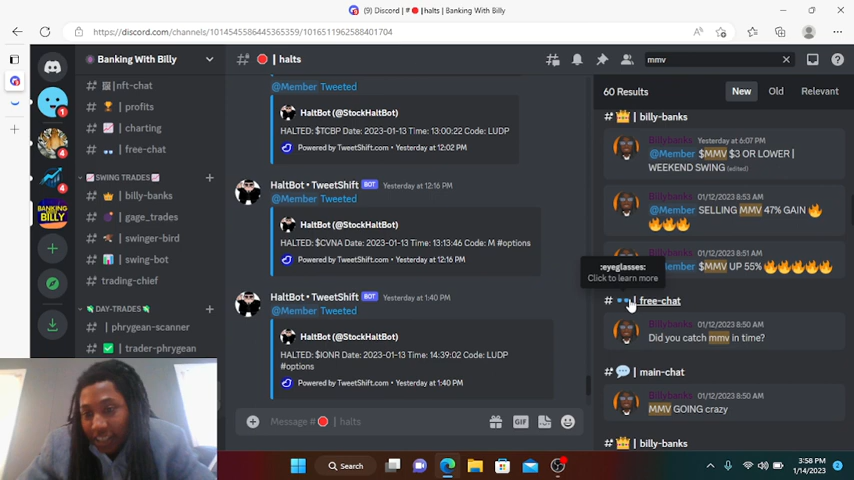 (9) Discord | # 🔴 | halts | Banking With Billy
https://discord.com/channels/1014545586445365359/1016511962588401704
Banking With Billy
# 🔴 | halts
mmv
60 Results
New
Old
Relevant
# |nft-chat
# 🏆 | profits
# 📈 | charting
# 🕶 | free-chat
📈 SWING TRADES 📈
# 👑 | billy-banks
# | gage_trades
# | swinger-bird
# 📊 | swing-bot
# trading-chief
DAY-TRADES
# | phrygean-scanner
# ✅ | trader-phrygean
@Member Tweeted
HaltBot (@StockHaltBot)
HALTED: $TCBP Date: 2023-01-13 Time: 13:00:22 Code: LUDP
Powered by TweetShift.com • Yesterday at 12:02 PM
HaltBot • TweetShift BOT Yesterday at 12:16 PM
@Member Tweeted
HaltBot (@StockHaltBot)
HALTED: $CVNA Date: 2023-01-13 Time: 13:13:46 Code: M #options
Powered by TweetShift.com • Yesterday at 12:16 PM
HaltBot • TweetShift BOT Yesterday at 1:40 PM
@Member Tweeted
HaltBot (@StockHaltBot)
HALTED: $IONR Date: 2023-01-13 Time: 14:39:02 Code: LUDP
#options
Powered by TweetShift.com • Yesterday at 1:40 PM
Message # 🔴 | halts
GIF
# 👑 | billy-banks
Billybanks Yesterday at 6:07 PM
@Member $MMV $3 OR LOWER |
WEEKEND SWING (edited)
Billybanks 01/12/2023 8:53 AM
@Member SELLING MMV 47% GAIN 🔥
🔥🔥🔥
01/12/2023 8:51 AM
ember $MMV UP 55% 🔥🔥🔥🔥🔥
:eyeglasses:
Click to learn more
# 👓 | free-chat
Billybanks 01/12/2023 8:50 AM
Did you catch mmv in time?
# 💬 | main-chat
Billybanks 01/12/2023 8:50 AM
MMV GOING crazy
# 👑 | billy-banks
1
4
4
Search
3:58 PM
1/14/2023
2